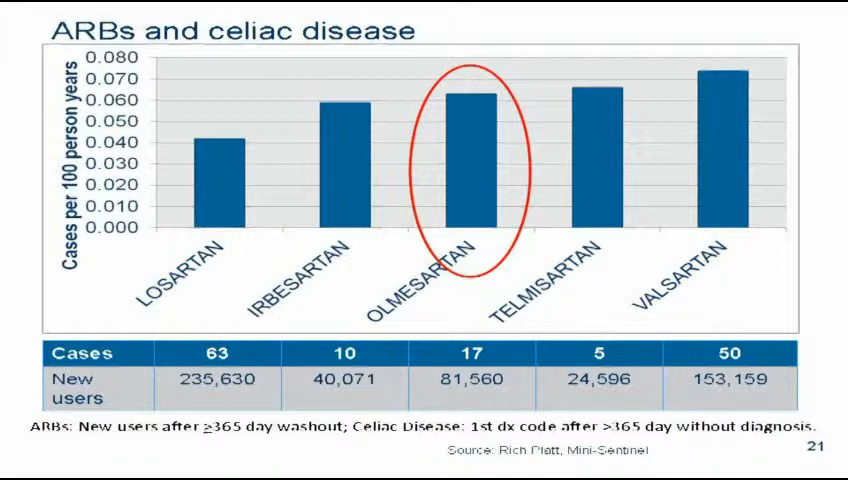 ARBs and celiac disease
0.080
0.070
0.060
0.050
0.040
0.030
0.020
0.010
0.000
Cases per 100 person years
LOSARTAN
IRBESARTAN
OLMESARTAN
TELMISARTAN
VALSARTAN
Cases 63 10 17 5 50
New users 235,630 40,071 81,560 24,596 153,159
ARBs: New users after ≥365 day washout; Celiac Disease: 1st dx code after >365 day without diagnosis.
Source: Rich Platt, Mini-Sentinel
21